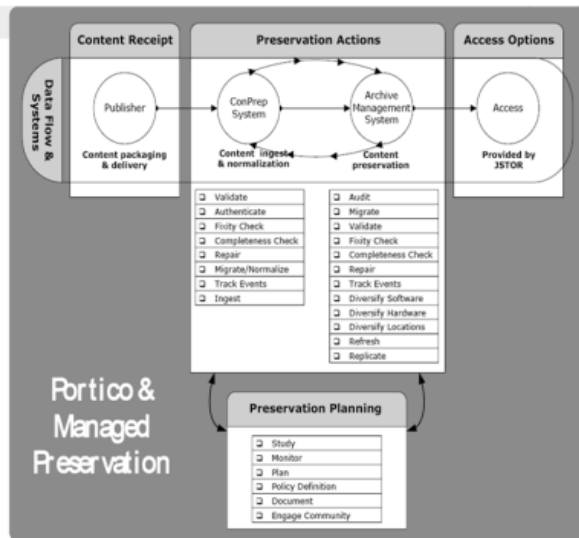 Content Receipt
Preservation Actions
Access Options
Data Flow &
Systems
Publisher
ConPrep
System
Archive
Management
System
Access
Content packaging
& delivery
Content ingest
& normalization
Content
preservation
Provided by
JSTOR
Validate
Authenticate
Fixity Check
Completeness Check
Repair
Migrate/Normalize
Track Events
Ingest
Audit
Migrate
Validate
Fixity Check
Completeness Check
Repair
Track Events
Diversify Software
Diversify Hardware
Diversify Locations
Refresh
Replicate
Portico &
Managed
Preservation
Preservation Planning
Study
Monitor
Plan
Policy Definition
Document
Engage Community